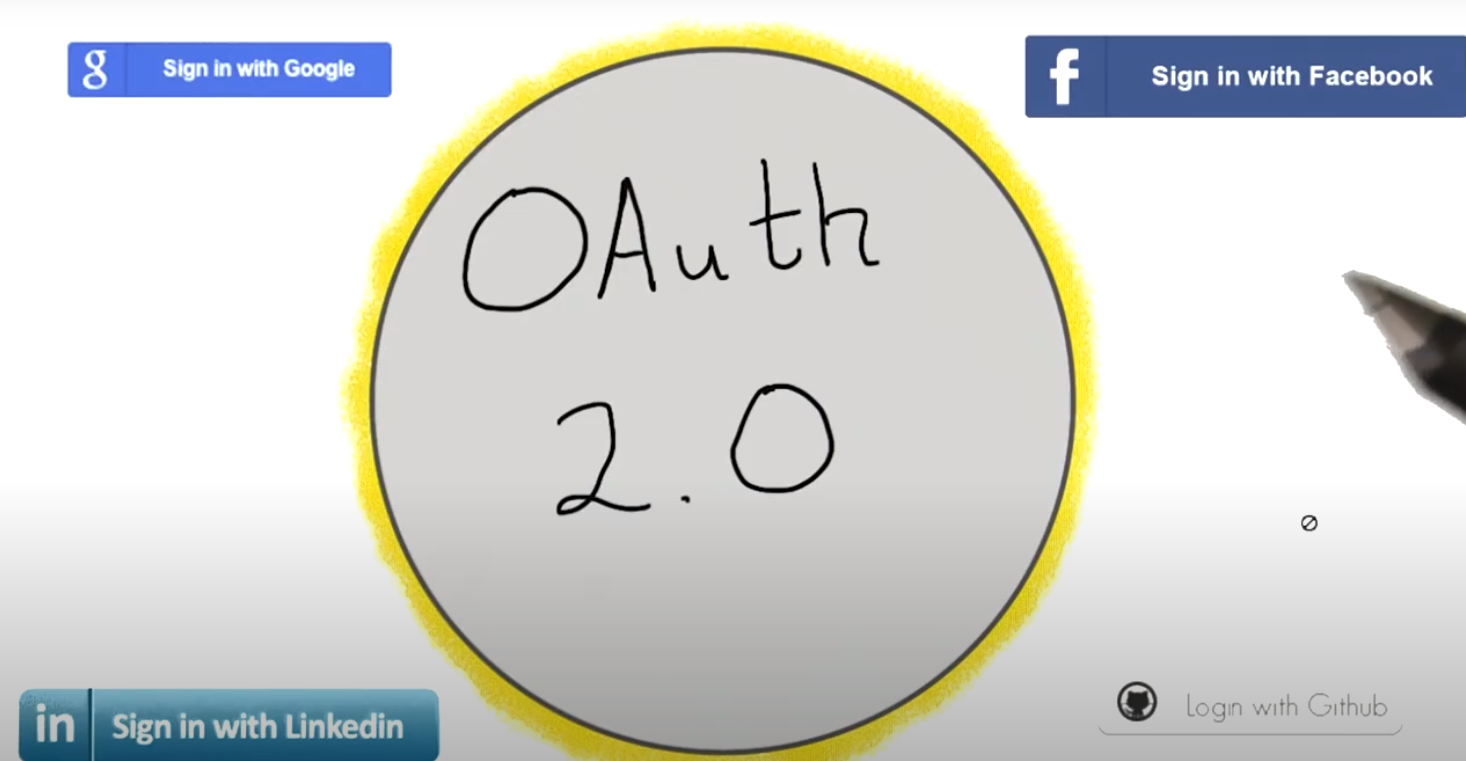 g Sign in with Google
f Sign in with Facebook
OAuth
2.0
in Sign in with Linkedin
Login with Github